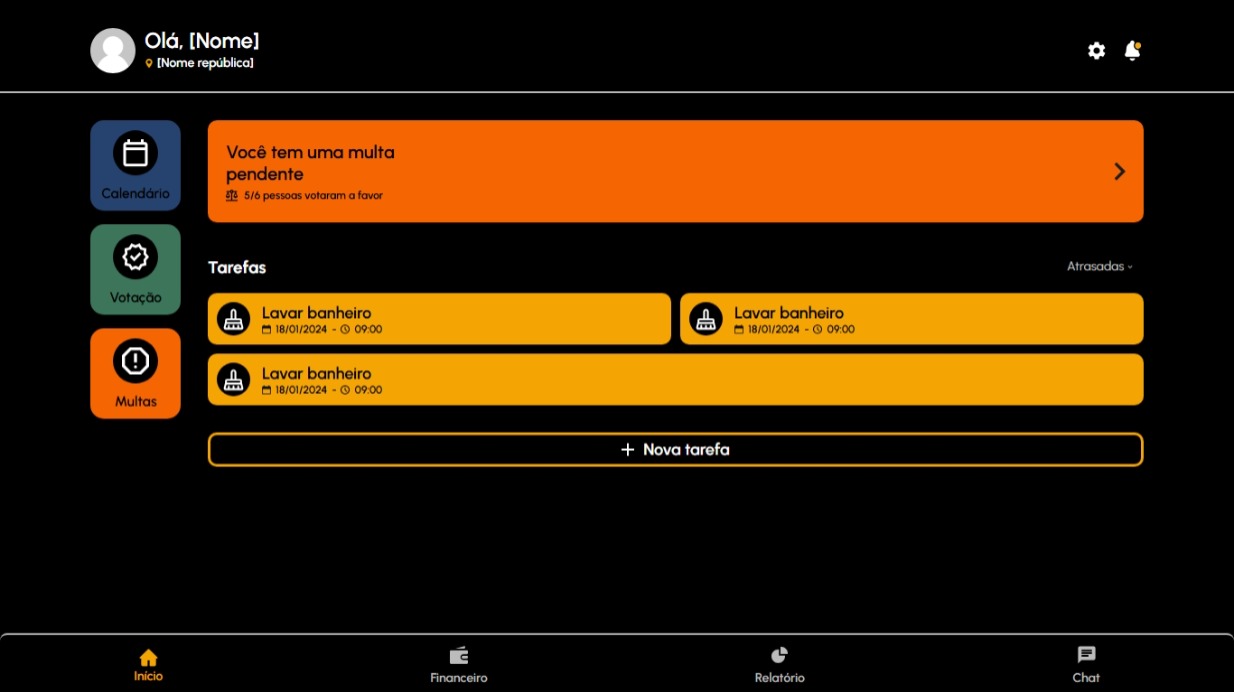 Olá, [Nome]
[Nome república]
Calendário
Votação
Multas
Você tem uma multa
pendente
5/6 pessoas votaram a favor
Tarefas
Atrasadas
Lavar banheiro
18/01/2024 - 09:00
Lavar banheiro
18/01/2024 - 09:00
Lavar banheiro
18/01/2024 - 09:00
+ Nova tarefa
Início
Financeiro
Relatório
Chat